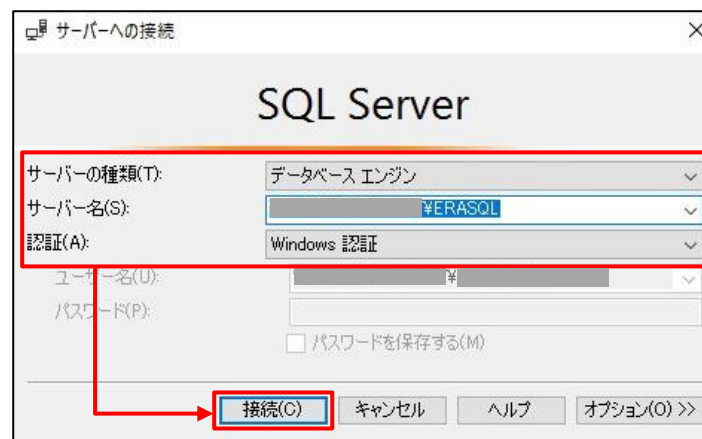 サーバーへの接続
SQL Server
サーバーの種類(T):
データベース エンジン
サーバー名(S):
¥ERASQL
認証(A):
Windows 認証
ユーザー名(U):
¥
パスワード(P):
パスワードを保存する(M)
接続(C)
キャンセル
ヘルプ
オプション(O) >>